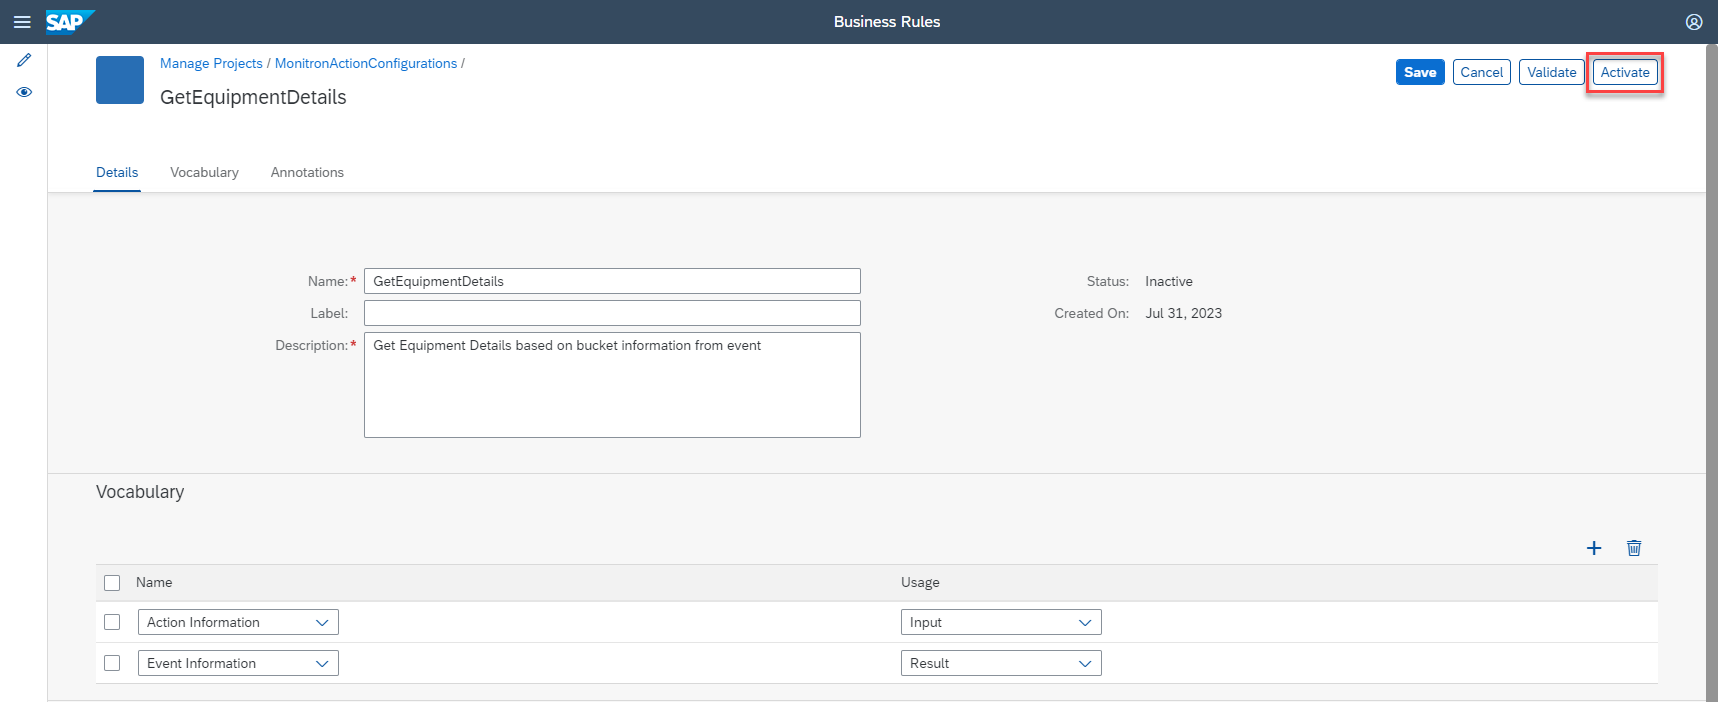 SAP
Business Rules
Manage Projects / MonitronActionConfigurations /
GetEquipmentDetails
Save
Cancel
Validate
Activate
Details
Vocabulary
Annotations
Name:*
GetEquipmentDetails
Status:
Inactive
Label:
Created On:
Jul 31, 2023
Description:*
Get Equipment Details based on bucket information from event
Vocabulary
Name
Usage
Action Information
Input
Event Information
Result